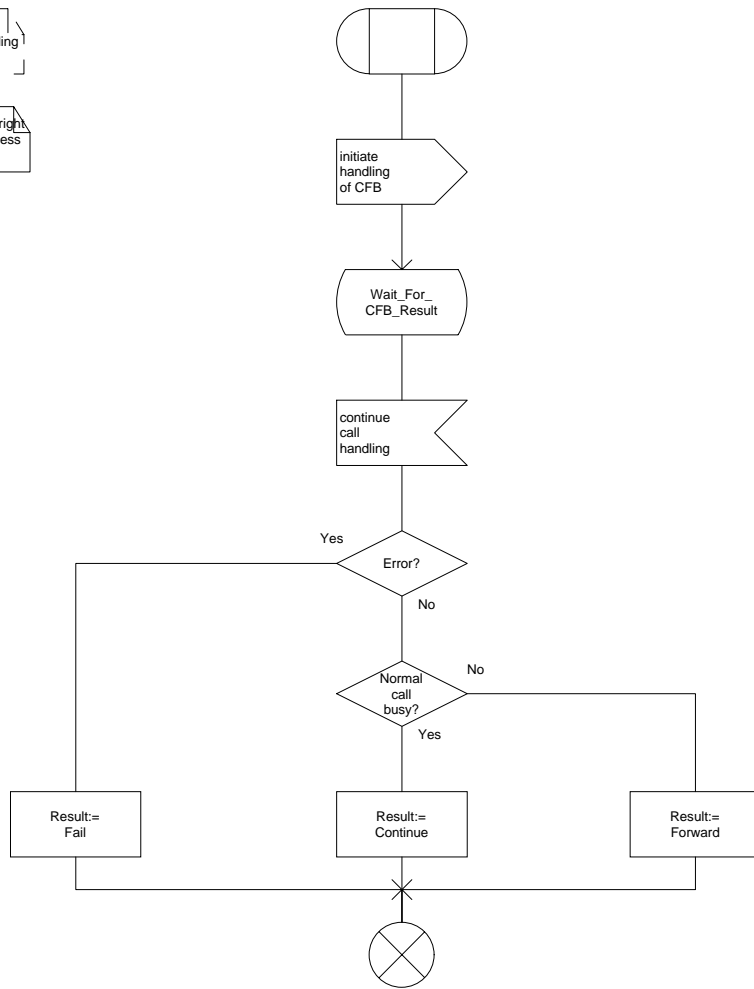 initiate
handling
of CFB
Wait_For_
CFB_Result
continue
call
handling
Yes
Error?
No
No
Normal
call
busy?
Yes
Result:=
Fail
Result:=
Continue
Result:=
Forward